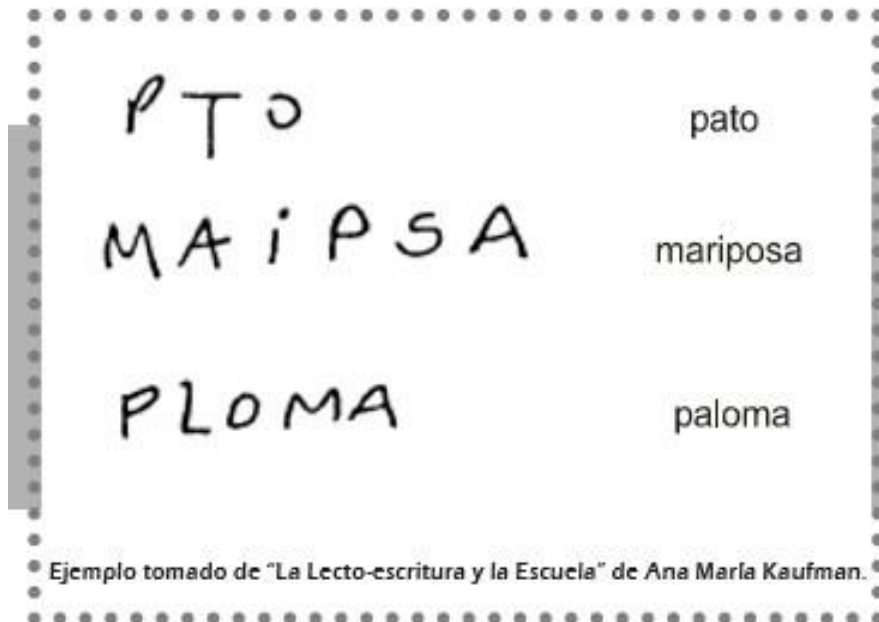 PTO pato
MAiPSA mariposa
PLOMA paloma
Ejemplo tomado de "La Lecto-escritura y la Escuela" de Ana María Kaufman.